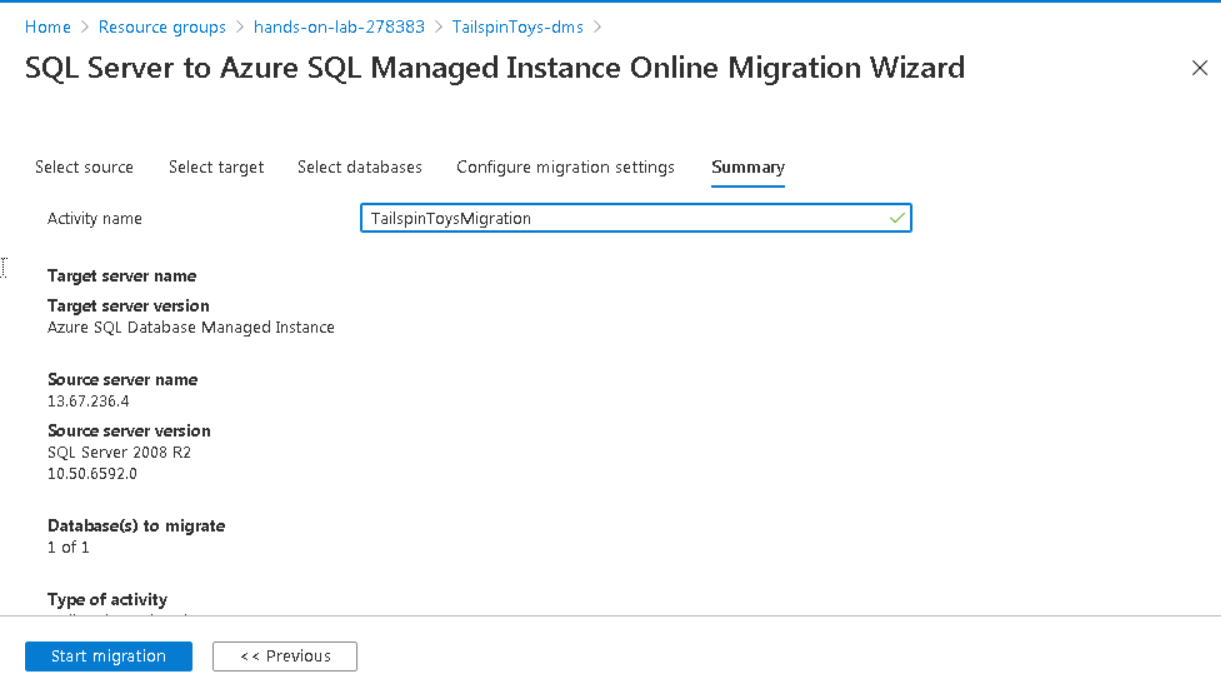 Home > Resource groups > hands-on-lab-278383 > TailspinToys-dms >
SQL Server to Azure SQL Managed Instance Online Migration Wizard
Select source Select target Select databases Configure migration settings Summary
Activity name TailspinToysMigration
Target server name
Target server version
Azure SQL Database Managed Instance
Source server name
13.67.236.4
Source server version
SQL Server 2008 R2
10.50.6592.0
Database(s) to migrate
1 of 1
Type of activity
Start migration << Previous